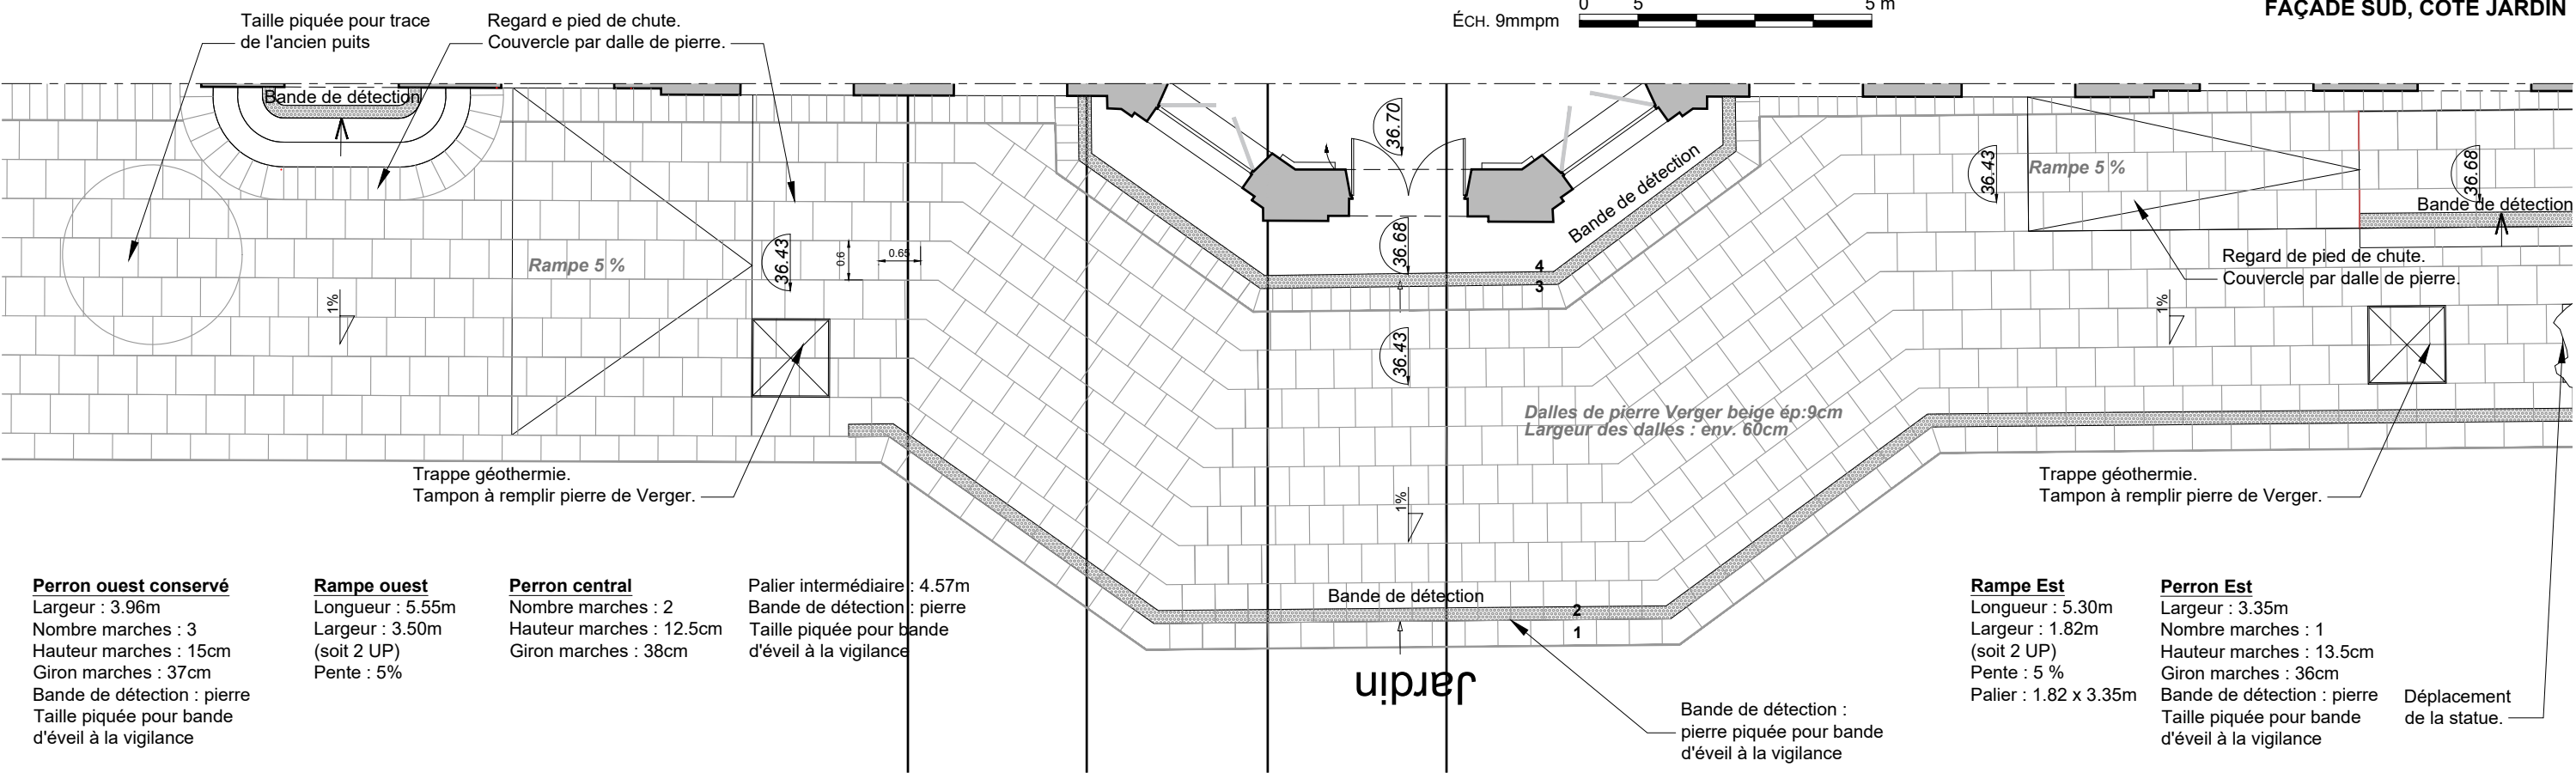 Taille piquée pour trace
de l'ancien puits
Regard e pied de chute.
Couvercle par dalle de pierre.
ÉCH. 9mmpm
0 5 5 m
FAÇADE SUD, COTE JARDIN
Bande de détection
36.70
Bande de détection
36.68
4
3
36.43
Rampe 5 %
36.43
0.6
0.65
1%
36.43
Rampe 5 %
36.68
Bande de détection
Regard de pied de chute.
Couvercle par dalle de pierre.
1%
Dalles de pierre Verger beige ép:9cm
Largeur des dalles : env. 60cm
Trappe géothermie.
Tampon à remplir pierre de Verger.
1%
Trappe géothermie.
Tampon à remplir pierre de Verger.
Bande de détection
2
1
Jardin
Perron ouest conservé
Largeur : 3.96m
Nombre marches : 3
Hauteur marches : 15cm
Giron marches : 37cm
Bande de détection : pierre
Taille piquée pour bande
d'éveil à la vigilance
Rampe ouest
Longueur : 5.55m
Largeur : 3.50m
(soit 2 UP)
Pente : 5%
Perron central
Nombre marches : 2
Hauteur marches : 12.5cm
Giron marches : 38cm
Palier intermédiaire : 4.57m
Bande de détection : pierre
Taille piquée pour bande
d'éveil à la vigilance
Bande de détection :
pierre piquée pour bande
d'éveil à la vigilance
Rampe Est
Longueur : 5.30m
Largeur : 1.82m
(soit 2 UP)
Pente : 5 %
Palier : 1.82 x 3.35m
Perron Est
Largeur : 3.35m
Nombre marches : 1
Hauteur marches : 13.5cm
Giron marches : 36cm
Bande de détection : pierre
Taille piquée pour bande
d'éveil à la vigilance
Déplacement
de la statue.